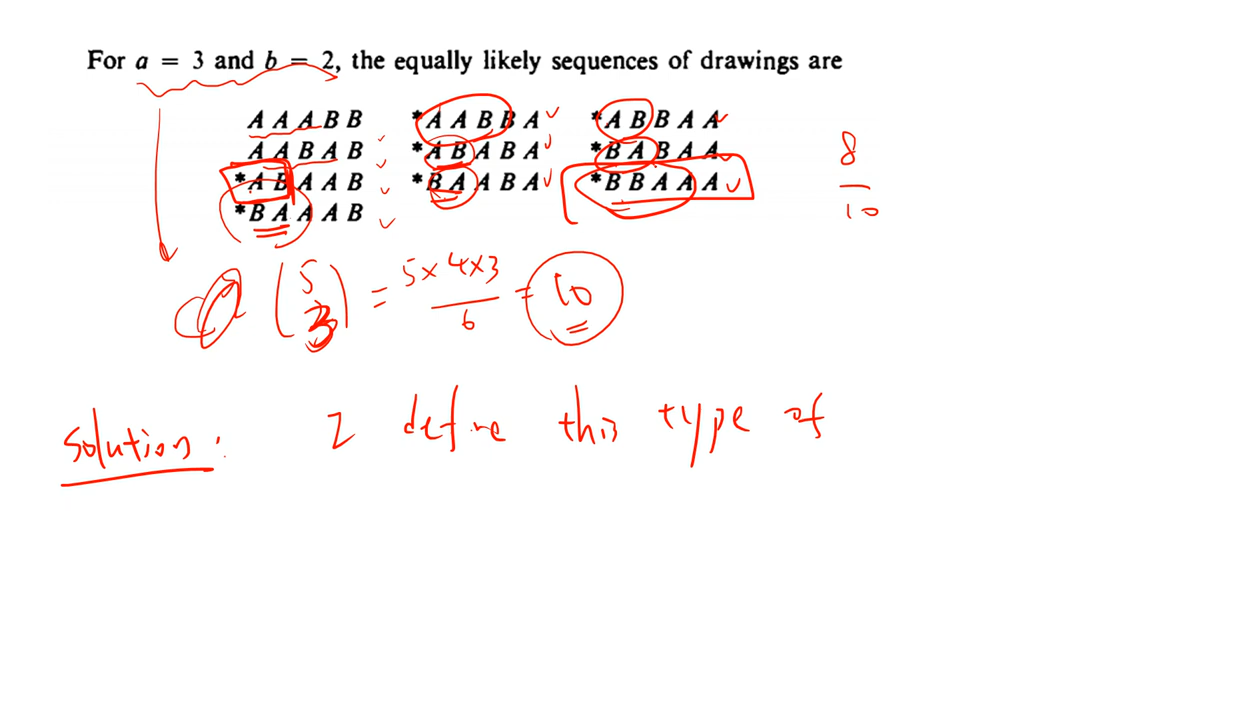 For a = 3 and b = 2, the equally likely sequences of drawings are
A A A B B *A A B B A *A B B A A
A A B A B *A B A B A *B A B A A
*A B A A B *B A A B A *B B A A A
*B A A A B
8
10
(5 3) = 5×4×3 / 6 = 10
Solution: I define this type of